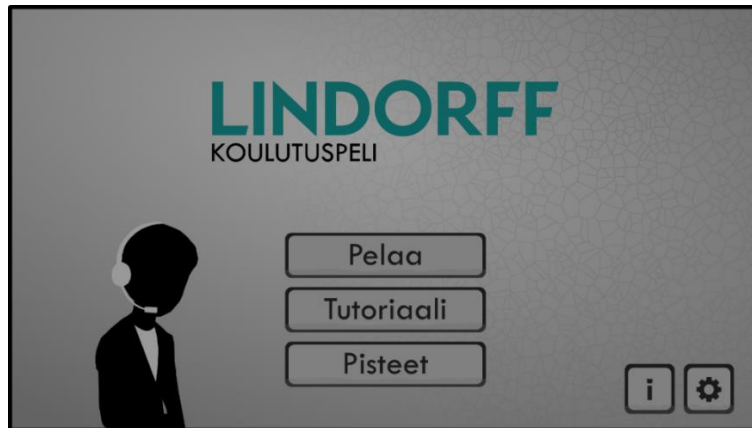 LINDORFF
KOULUTUSPELI
Pelaa
Tutoriaali
Pisteet
i